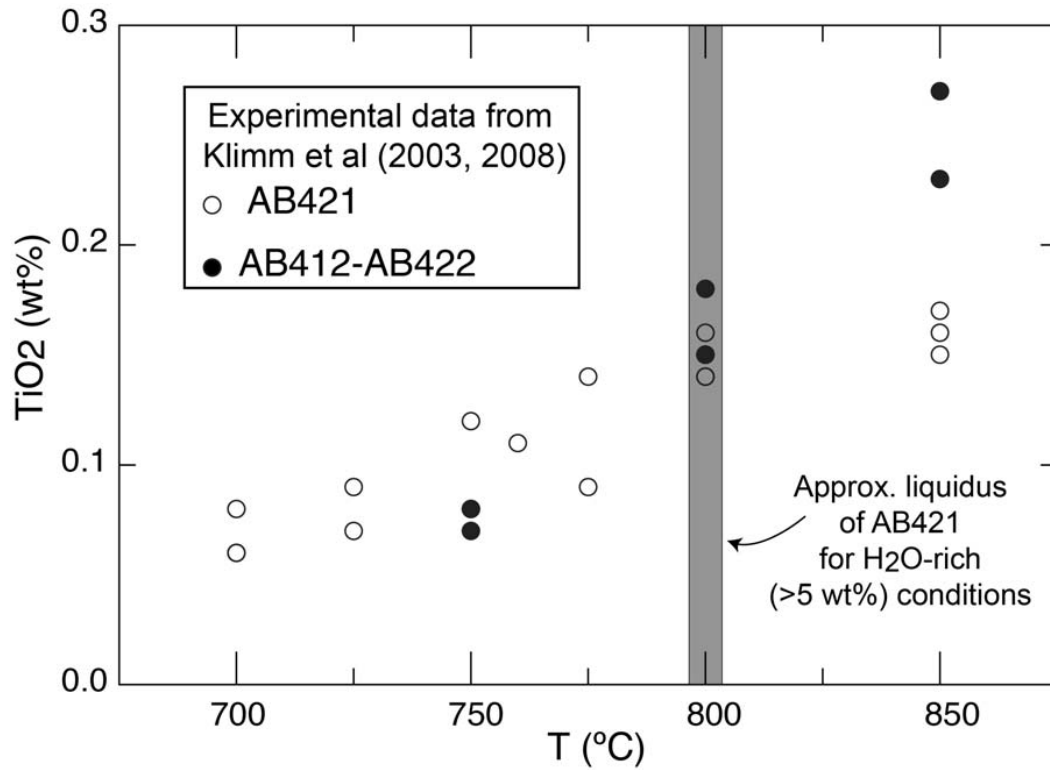 0.3
0.2
0.1
0.0
TiO2 (wt%)
Experimental data from
Klimm et al (2003, 2008)
AB421
AB412-AB422
Approx. liquidus
of AB421
for H2O-rich
(>5 wt%) conditions
700 750 800 850
T (ºC)